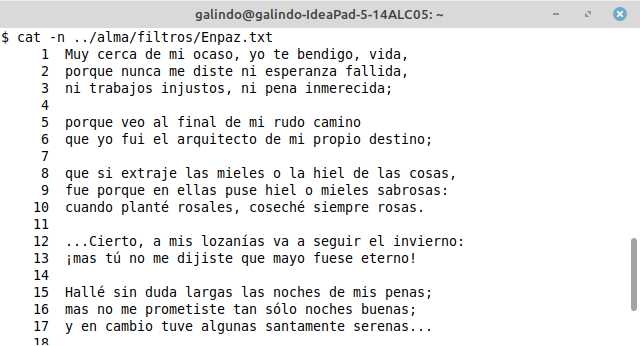 galindo@galindo-IdeaPad-5-14ALC05: ~
$ cat -n ../alma/filtros/Enpaz.txt
1 Muy cerca de mi ocaso, yo te bendigo, vida,
2 porque nunca me diste ni esperanza fallida,
3 ni trabajos injustos, ni pena inmerecida;
4
5 porque veo al final de mi rudo camino
6 que yo fui el arquitecto de mi propio destino;
7
8 que si extraje las mieles o la hiel de las cosas,
9 fue porque en ellas puse hiel o mieles sabrosas:
10 cuando planté rosales, coseché siempre rosas.
11
12 ...Cierto, a mis lozanías va a seguir el invierno:
13 ¡mas tú no me dijiste que mayo fuese eterno!
14
15 Hallé sin duda largas las noches de mis penas;
16 mas no me prometiste tan sólo noches buenas;
17 y en cambio tuve algunas santamente serenas...
18